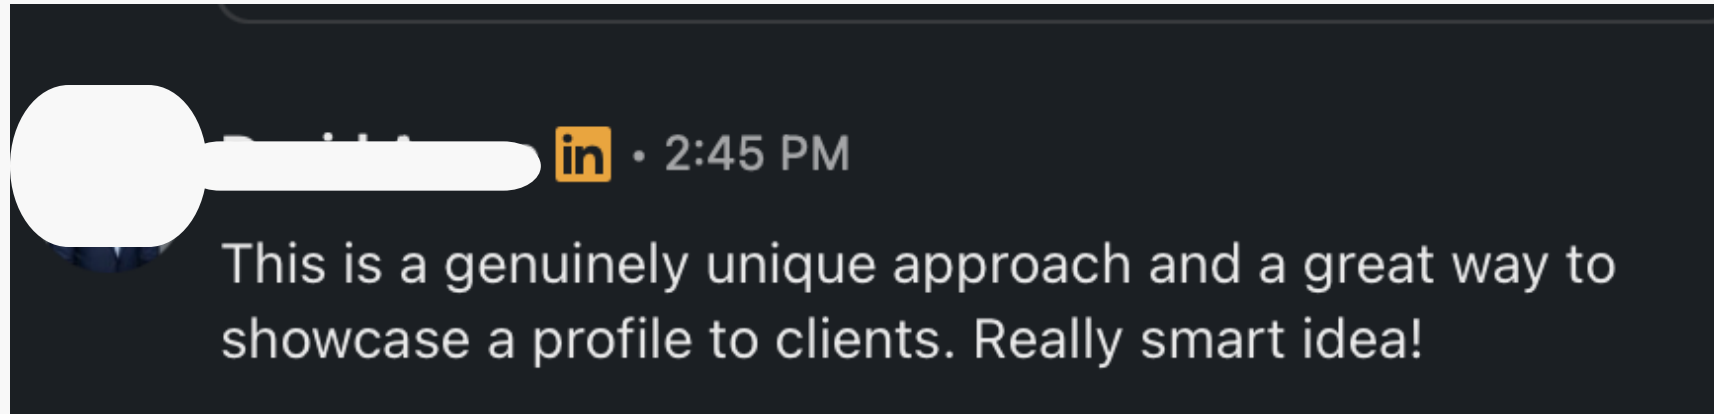 in • 2:45 PM
This is a genuinely unique approach and a great way to
showcase a profile to clients. Really smart idea!